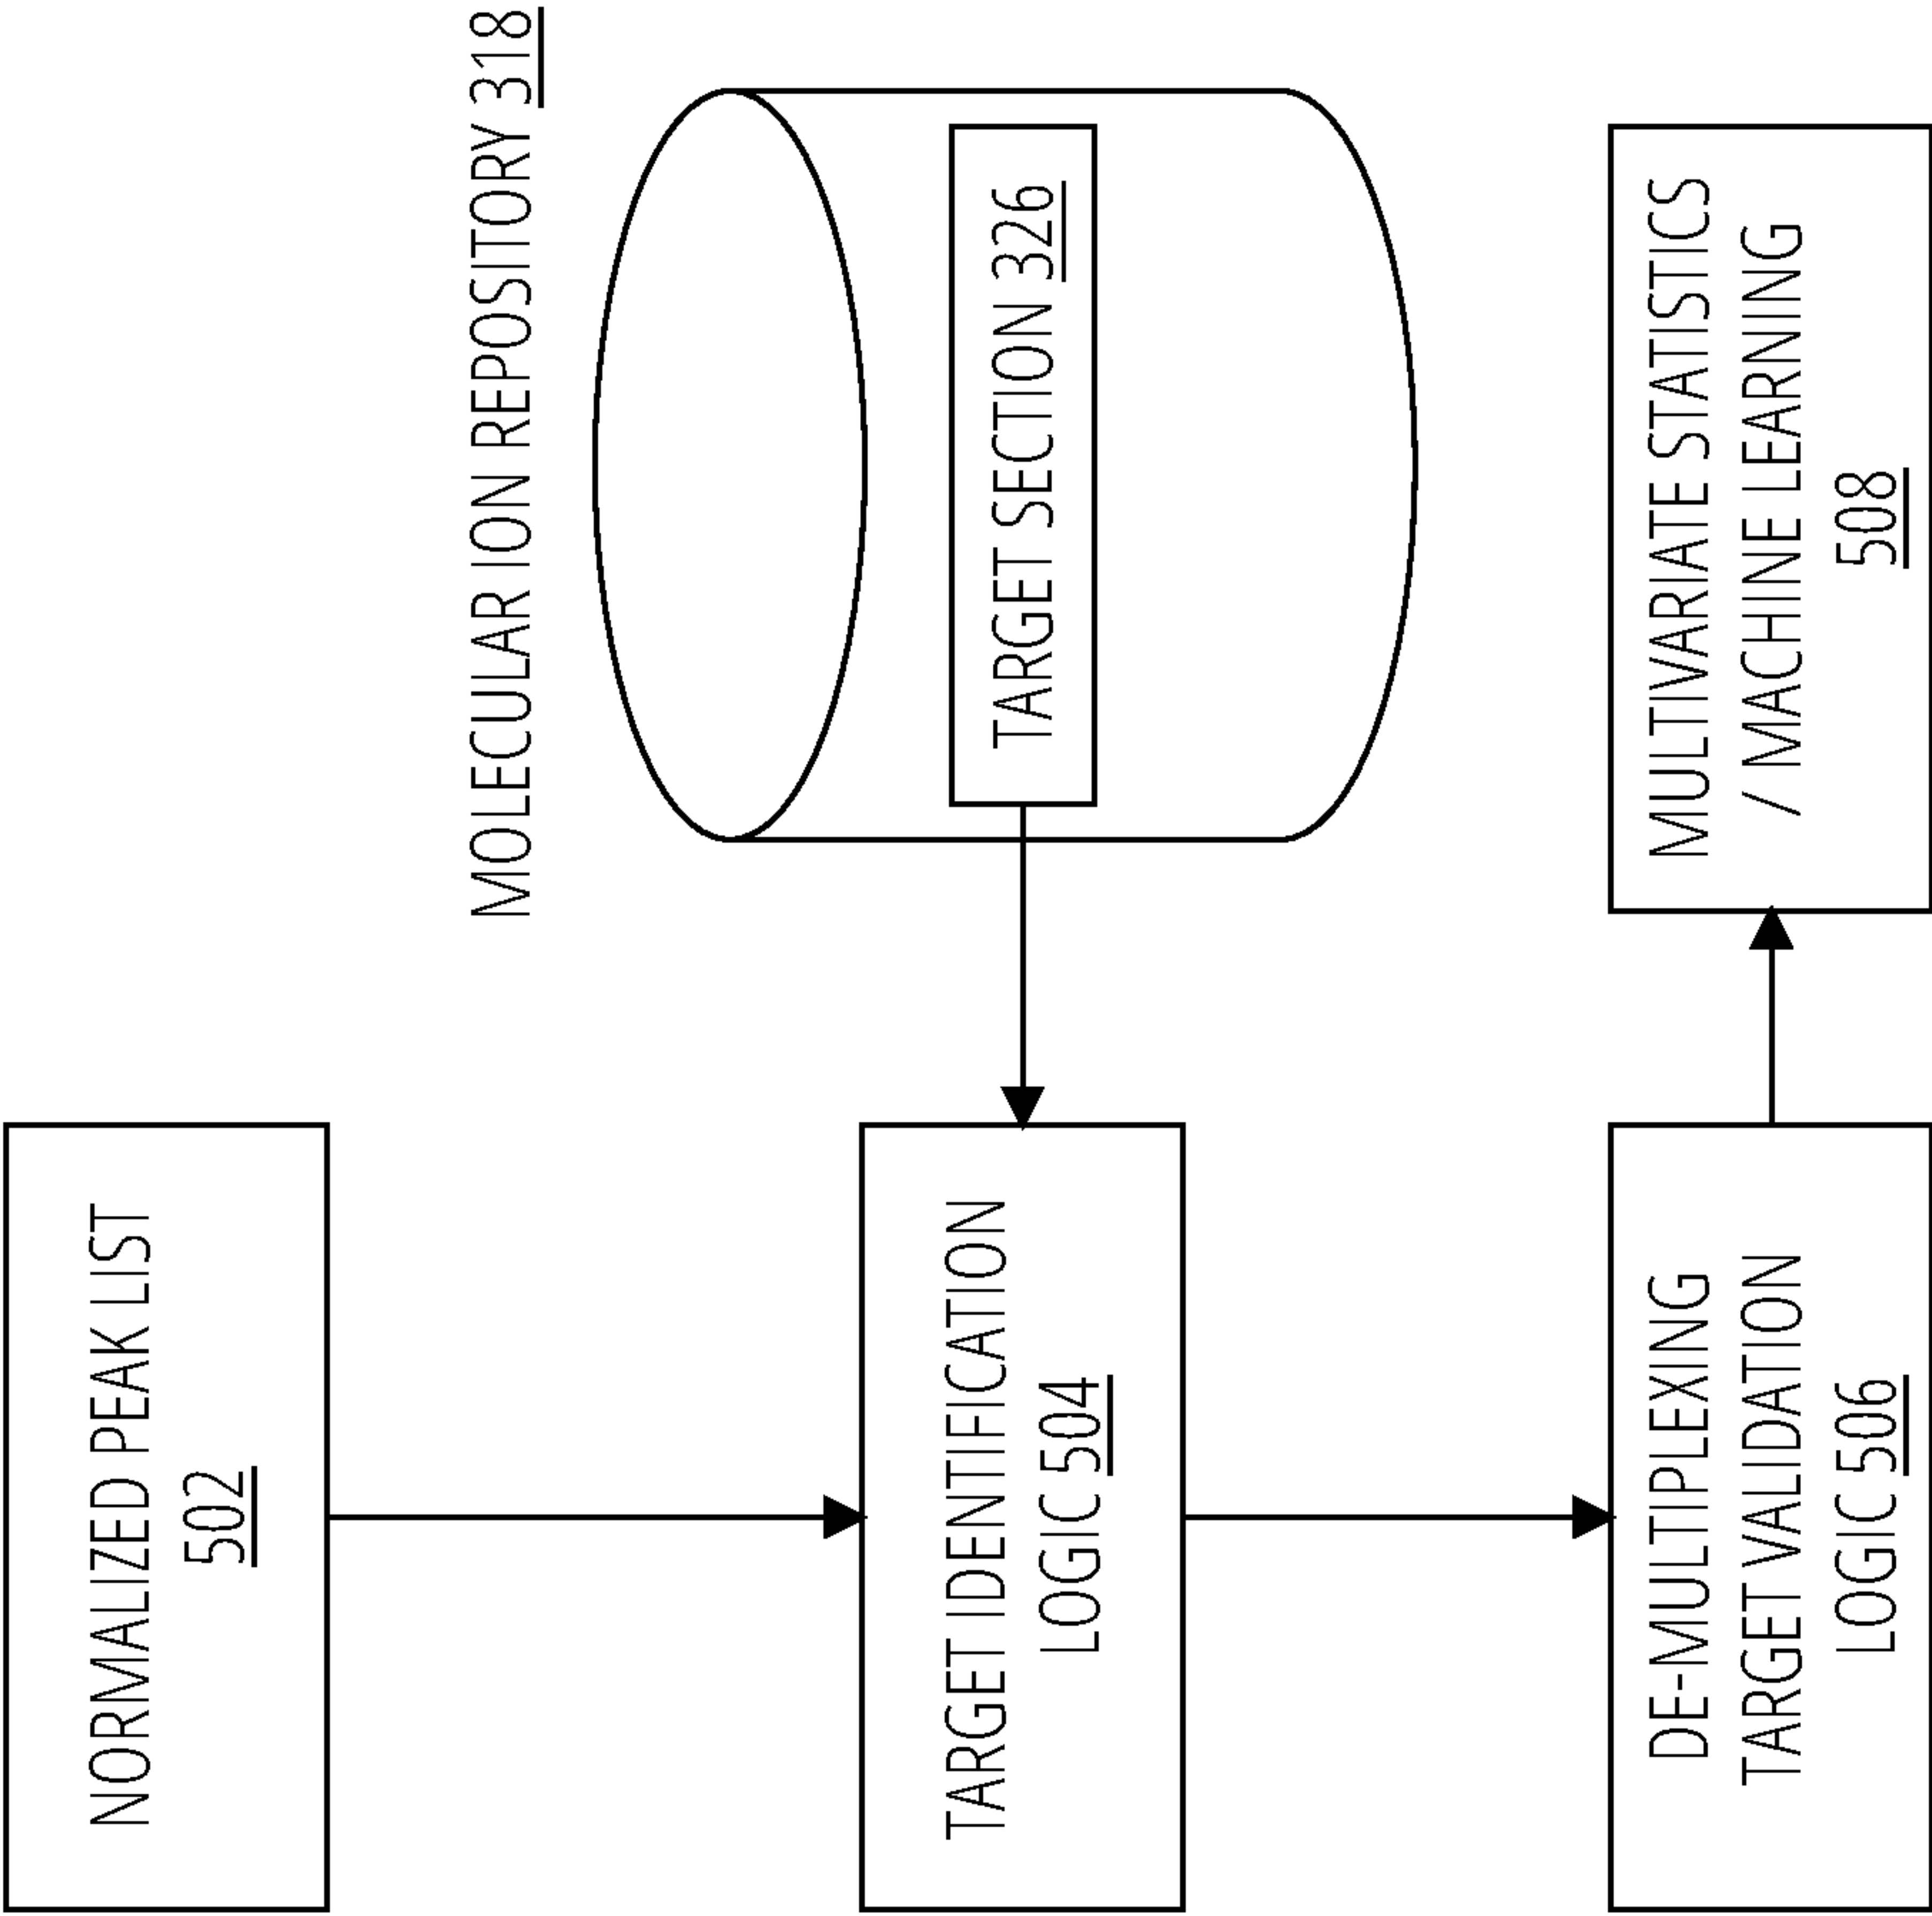 NORMALIZED PEAK LIST
502
MOLECULAR ION REPOSITORY 318
TARGET SECTION 326
TARGET IDENTIFICATION
LOGIC 504
DE-MULTIPLEXING
TARGET VALIDATION
LOGIC 506
MULTIVARIATE STATISTICS
/ MACHINE LEARNING
508